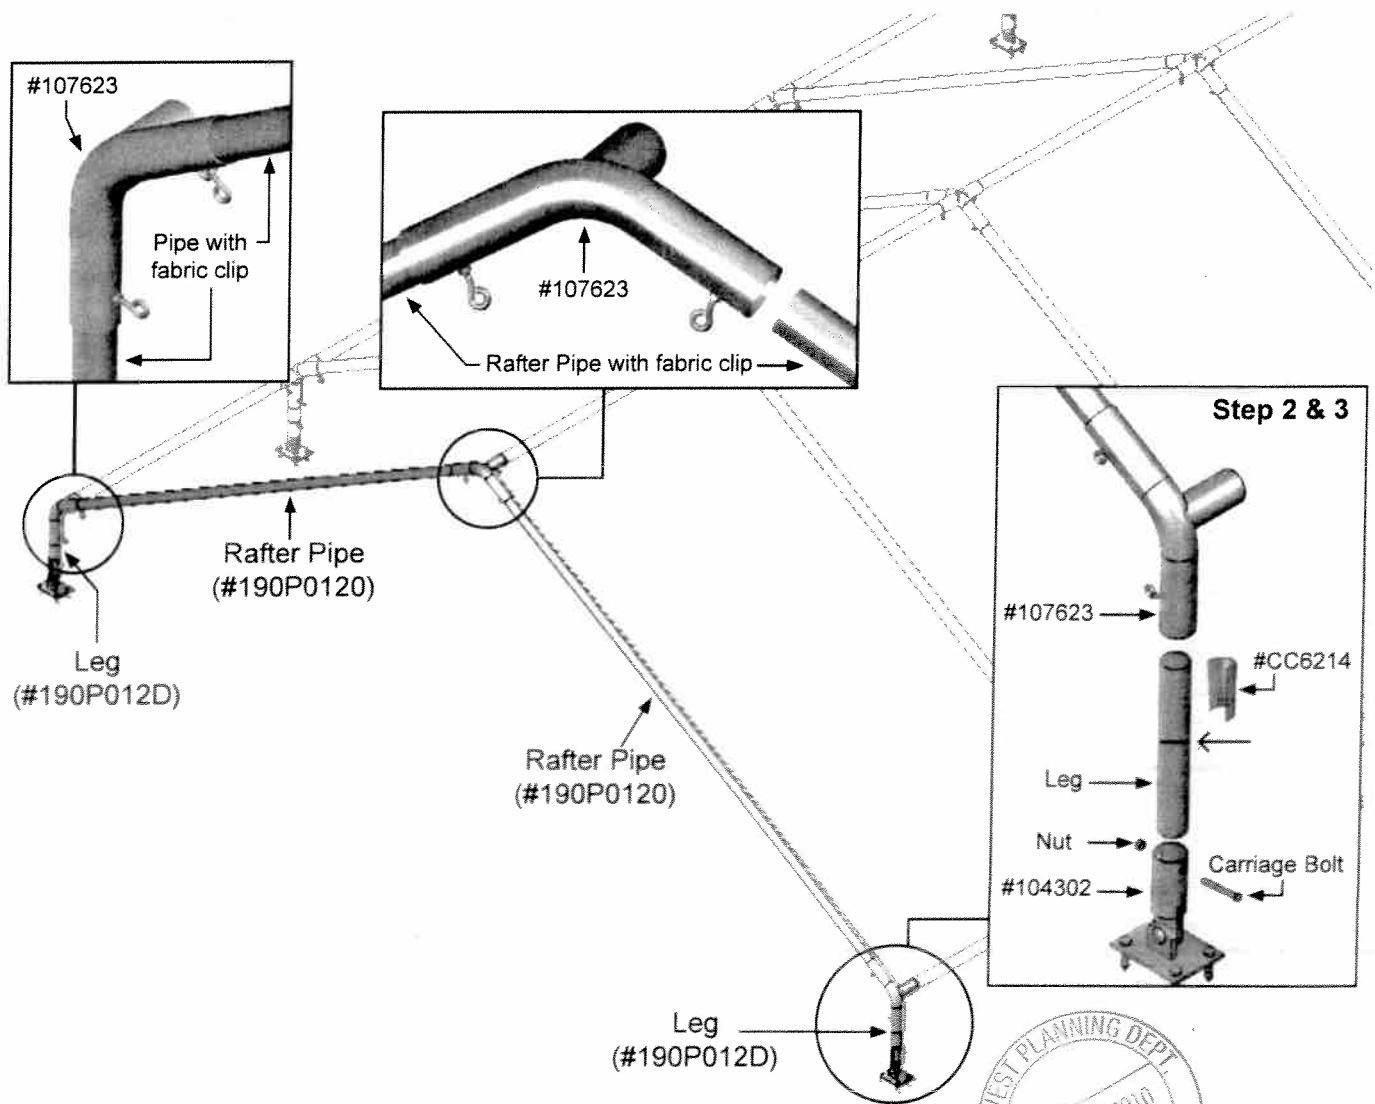 #107623
Pipe with
fabric clip
#107623
Rafter Pipe with fabric clip
Step 2 & 3
#107623
#CC6214
Leg
Nut
Carriage Bolt
#104302
Rafter Pipe
(#190P0120)
Leg
(#190P012D)
Rafter Pipe
(#190P0120)
Leg
(#190P012D)
PLANNING DEPT.